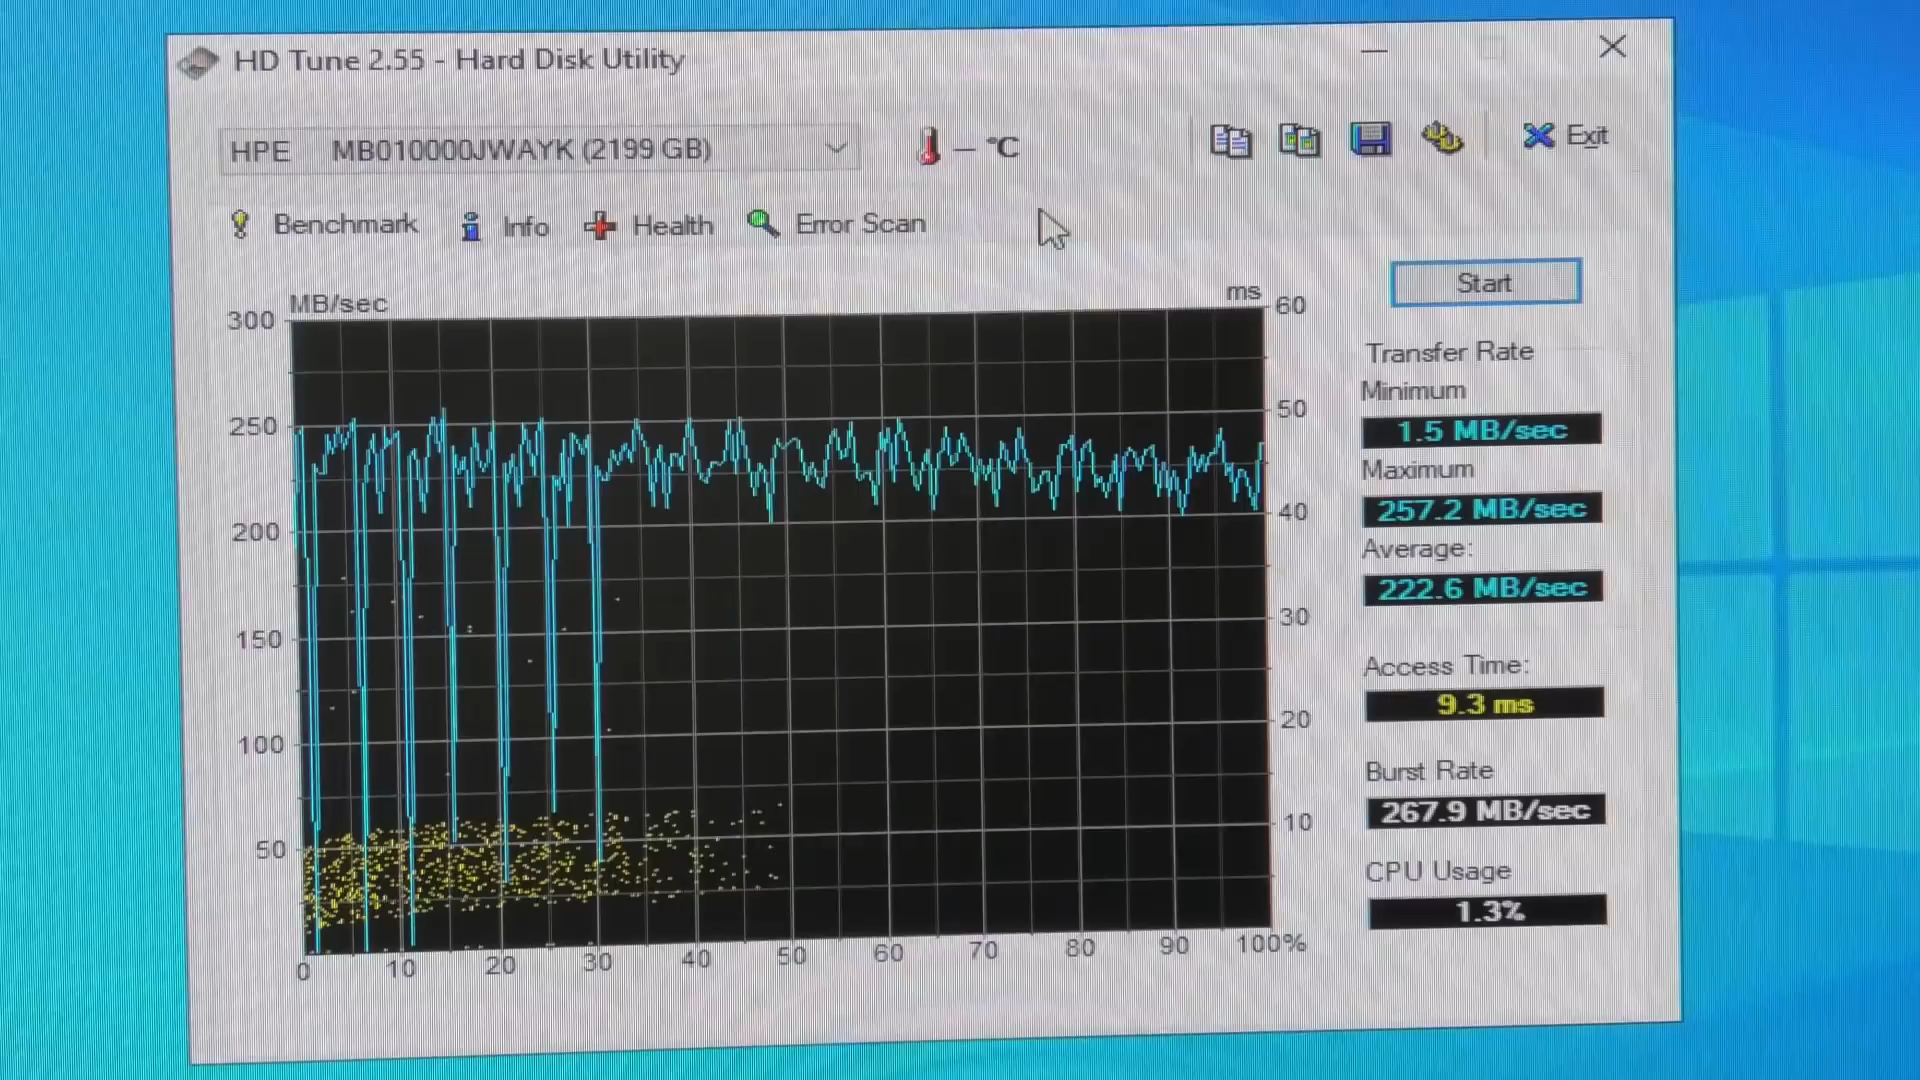 HD Tune 2.55 - Hard Disk Utility
HPE MB010000JWAYK (2199 GB)
– °C
Exit
Benchmark Info Health Error Scan
Start
MB/sec
ms
300
250
200
150
100
50
60
50
40
30
20
10
0 10 20 30 40 50 60 70 80 90 100%
Transfer Rate
Minimum
1.5 MB/sec
Maximum
257.2 MB/sec
Average:
222.6 MB/sec
Access Time:
9.3 ms
Burst Rate
267.9 MB/sec
CPU Usage
1.3%